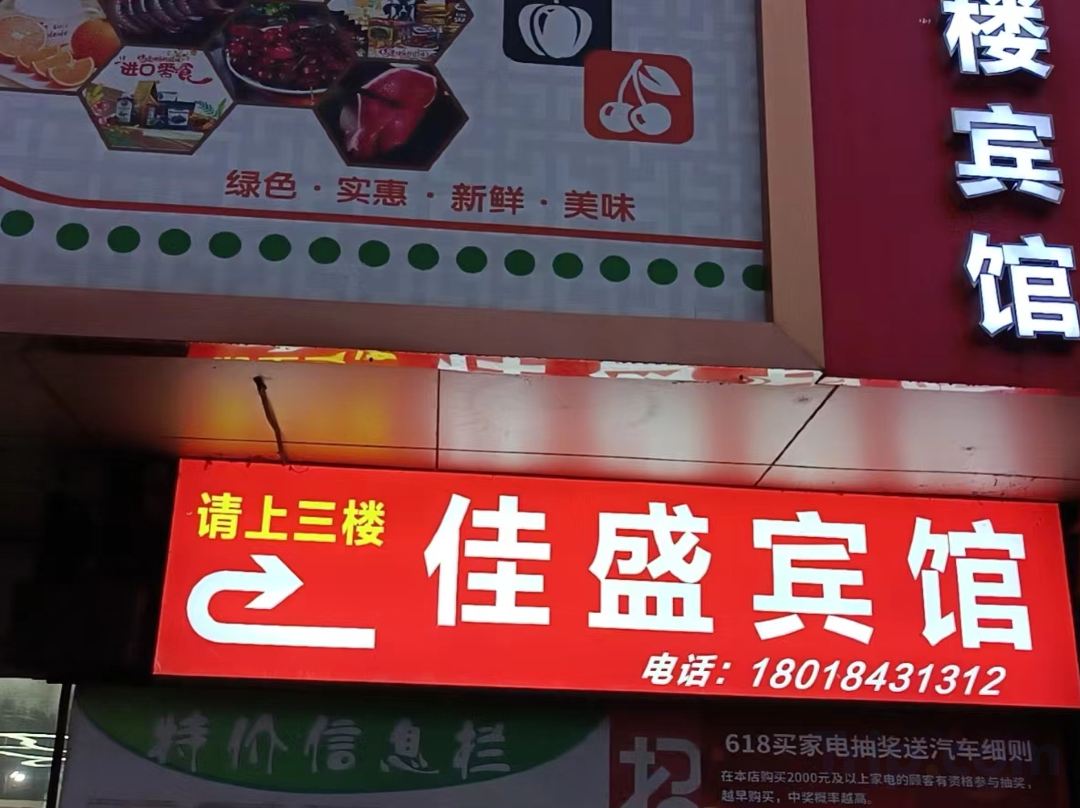 进口零食
绿色·实惠·新鲜·美味
楼宾馆
请上三楼
佳盛宾馆
电话：18018431312
特价信息栏
618买家电抽奖送汽车细则
在本店购买2000元及以上家电的顾客有资格参与抽奖，
越早购买，中奖概率越高。